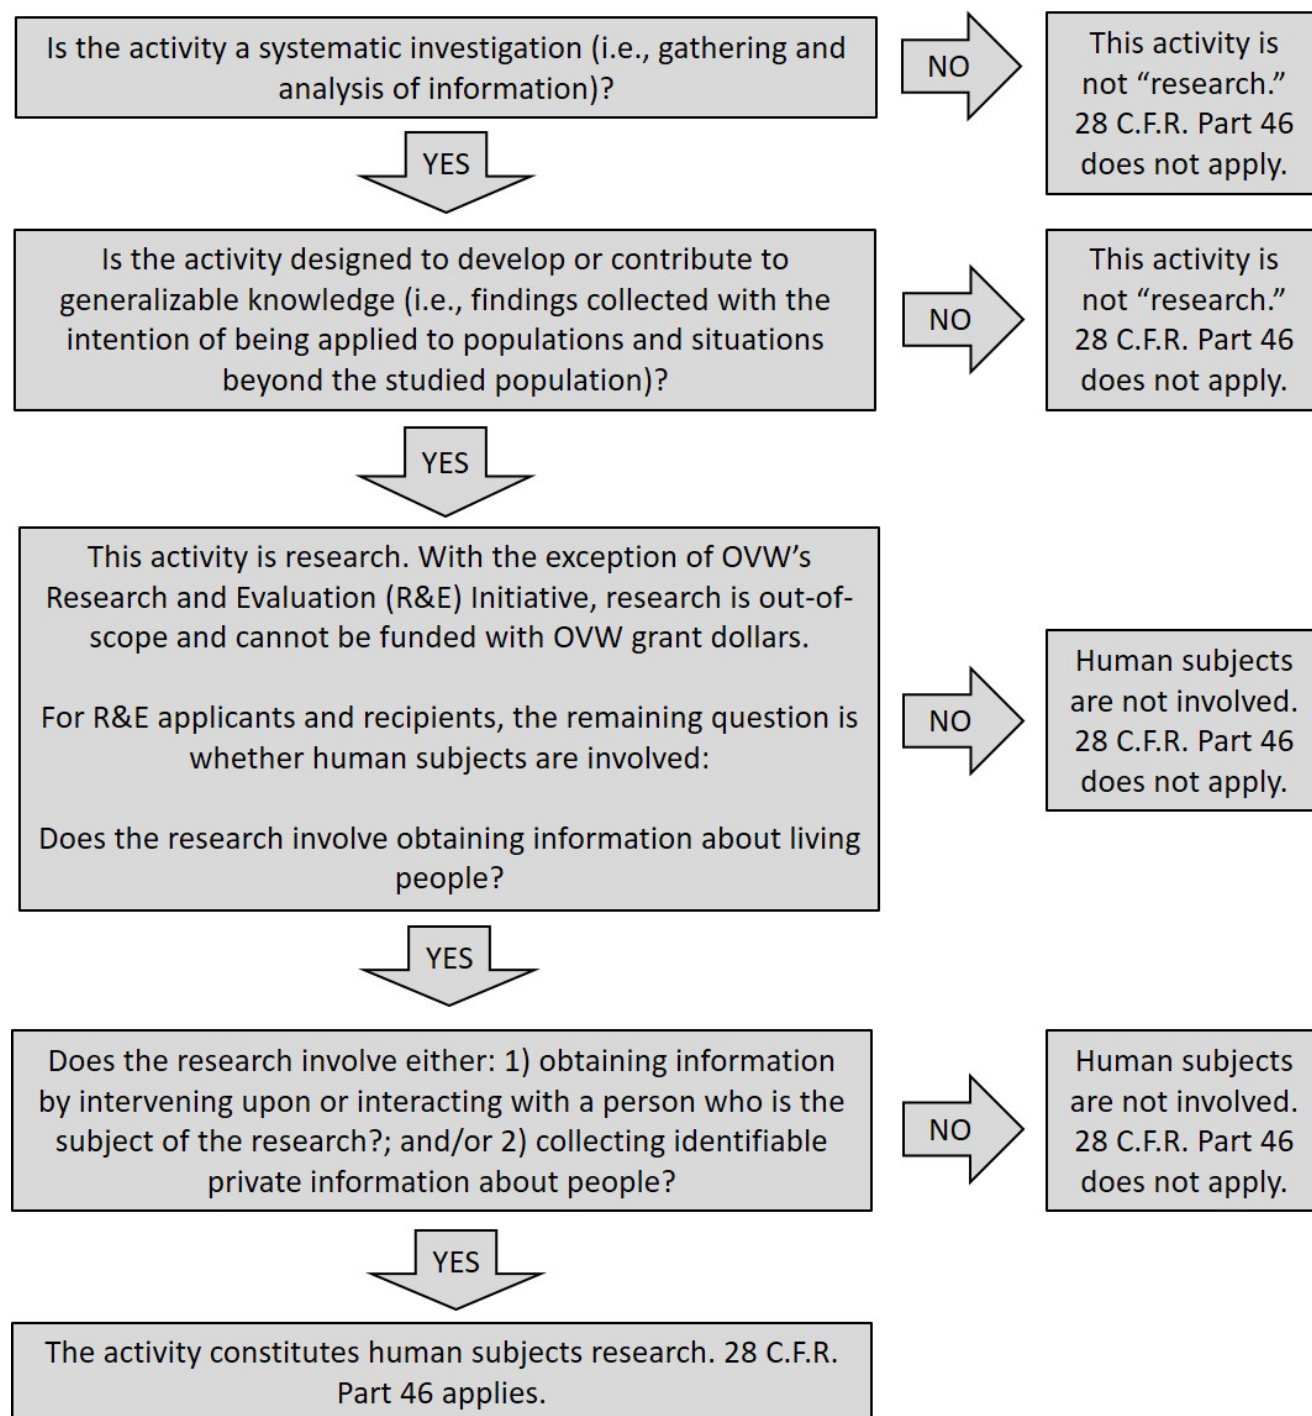 Is the activity a systematic investigation (i.e., gathering and
analysis of information)?
NO
This activity is
not “research.”
28 C.F.R. Part 46
does not apply.
YES
Is the activity designed to develop or contribute to
generalizable knowledge (i.e., findings collected with the
intention of being applied to populations and situations
beyond the studied population)?
NO
This activity is
not “research.”
28 C.F.R. Part 46
does not apply.
YES
This activity is research. With the exception of OVW’s
Research and Evaluation (R&E) Initiative, research is out-of-
scope and cannot be funded with OVW grant dollars.
For R&E applicants and recipients, the remaining question is
whether human subjects are involved:
Does the research involve obtaining information about living
people?
NO
Human subjects
are not involved.
28 C.F.R. Part 46
does not apply.
YES
Does the research involve either: 1) obtaining information
by intervening upon or interacting with a person who is the
subject of the research?; and/or 2) collecting identifiable
private information about people?
NO
Human subjects
are not involved.
28 C.F.R. Part 46
does not apply.
YES
The activity constitutes human subjects research. 28 C.F.R.
Part 46 applies.